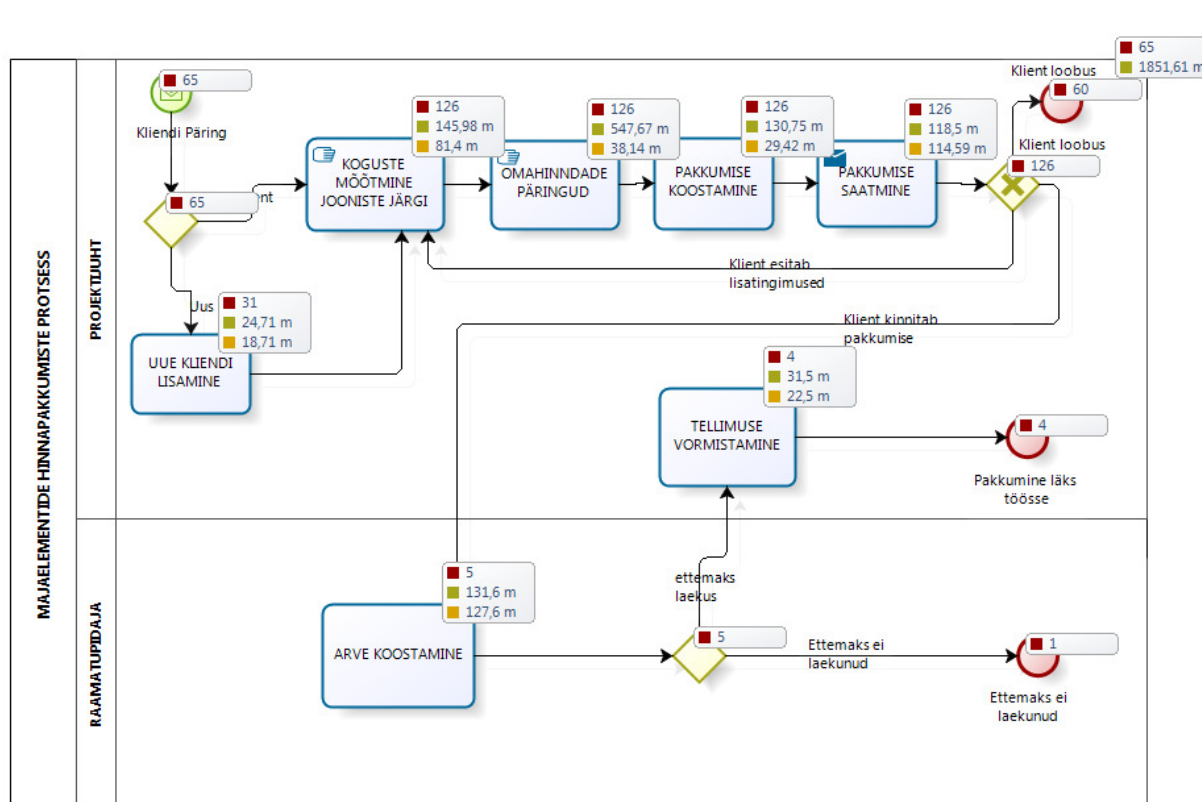 MAJAELEMENTIDE HINNAPAKKUMISTE PROTSESS
PROJEKTIJUHT
RAAMATUPIDAJA
65
Kliendi Päring
65
ent
Uus
31
24,71 m
18,71 m
UUE KLIENDI
LISAMINE
126
145,98 m
81,4 m
KOGUSTE
MÕÕTMINE
JOONISTE JÄRGI
126
547,67 m
38,14 m
OMAHINNDADE
PÄRINGUD
126
130,75 m
29,42 m
PAKKUMISE
KOOSTAMINE
126
118,5 m
114,59 m
PAKKUMISE
SAATMINE
65
1851,61 m
Klient loobus
60
Klient loobus
126
Klient esitab
lisatingimused
Klient kinnitab
pakkumise
4
31,5 m
22,5 m
TELLIMUSE
VORMISTAMINE
4
Pakkumine läks
töösse
5
131,6 m
127,6 m
ARVE KOOSTAMINE
ettemaks
laekus
5
Ettemaks ei
laekunud
1
Ettemaks ei
laekunud